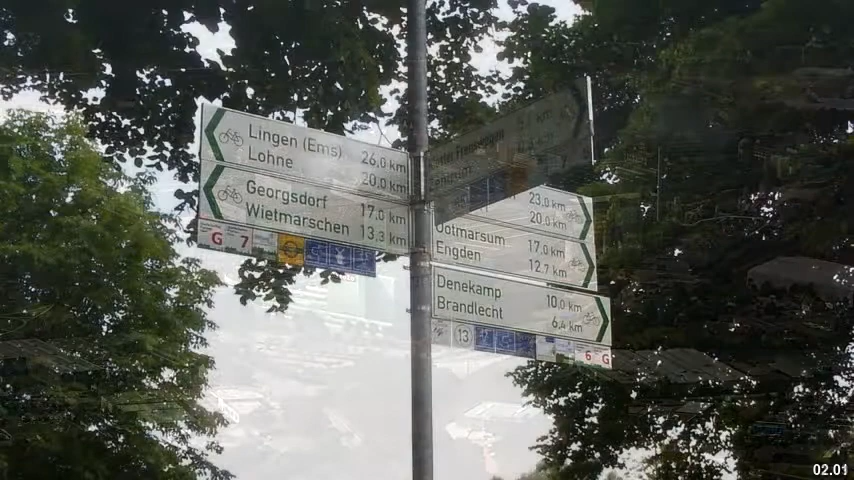 Lingen (Ems) 26,0 km
Lohne 20,0 km
Georgsdorf 17,0 km
Wietmarschen 13,3 km
G 7
23,0 km
20,0 km
Ootmarsum 17,0 km
Engden 12,7 km
Denekamp 10,0 km
Brandlecht 6,4 km
13
6 G
02.01